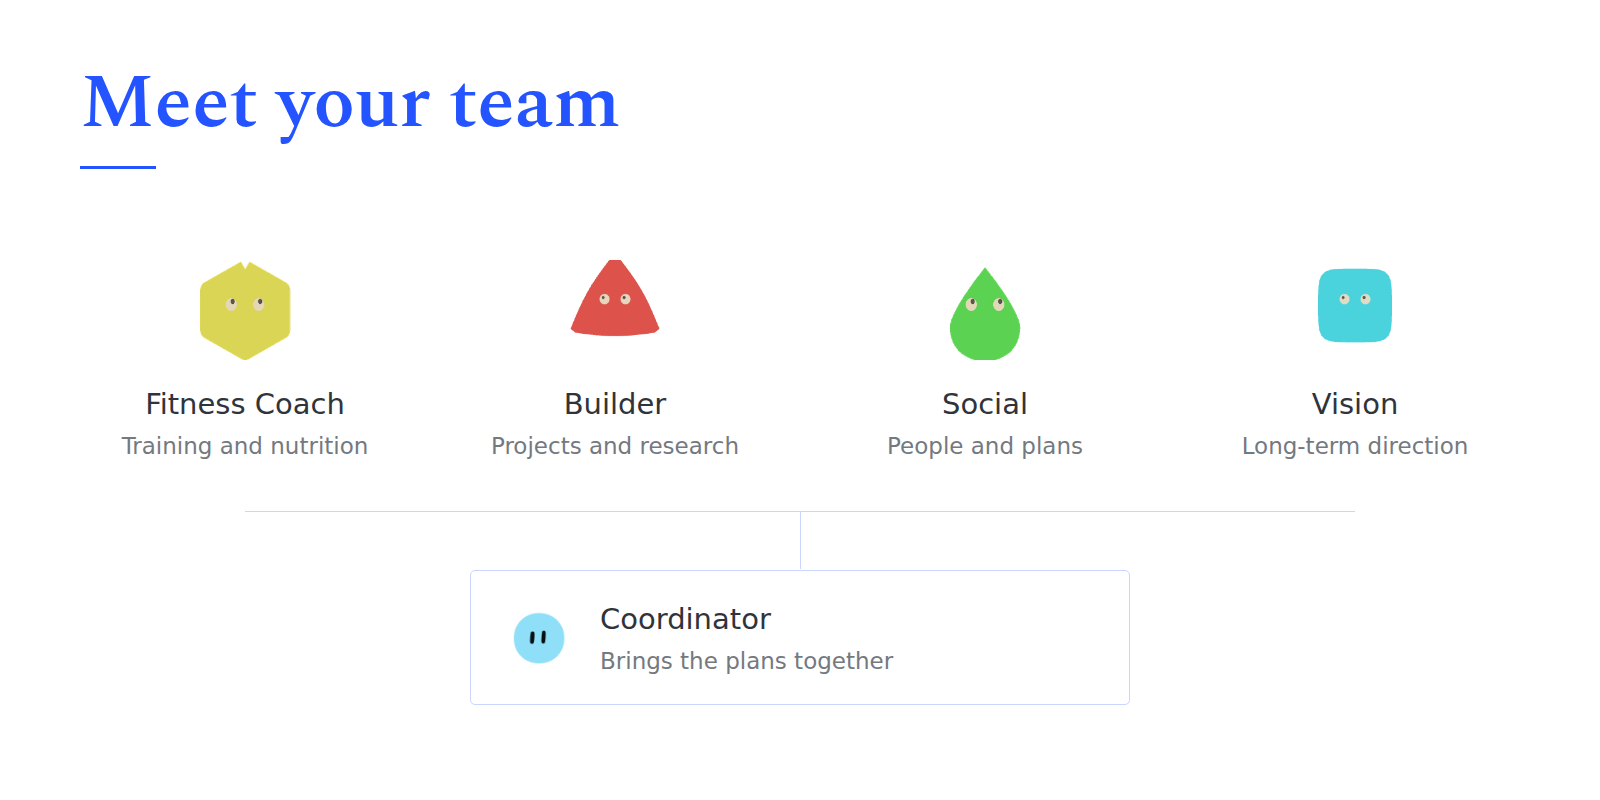 Meet your team
Fitness Coach
Training and nutrition
Builder
Projects and research
Social
People and plans
Vision
Long-term direction
Coordinator
Brings the plans together